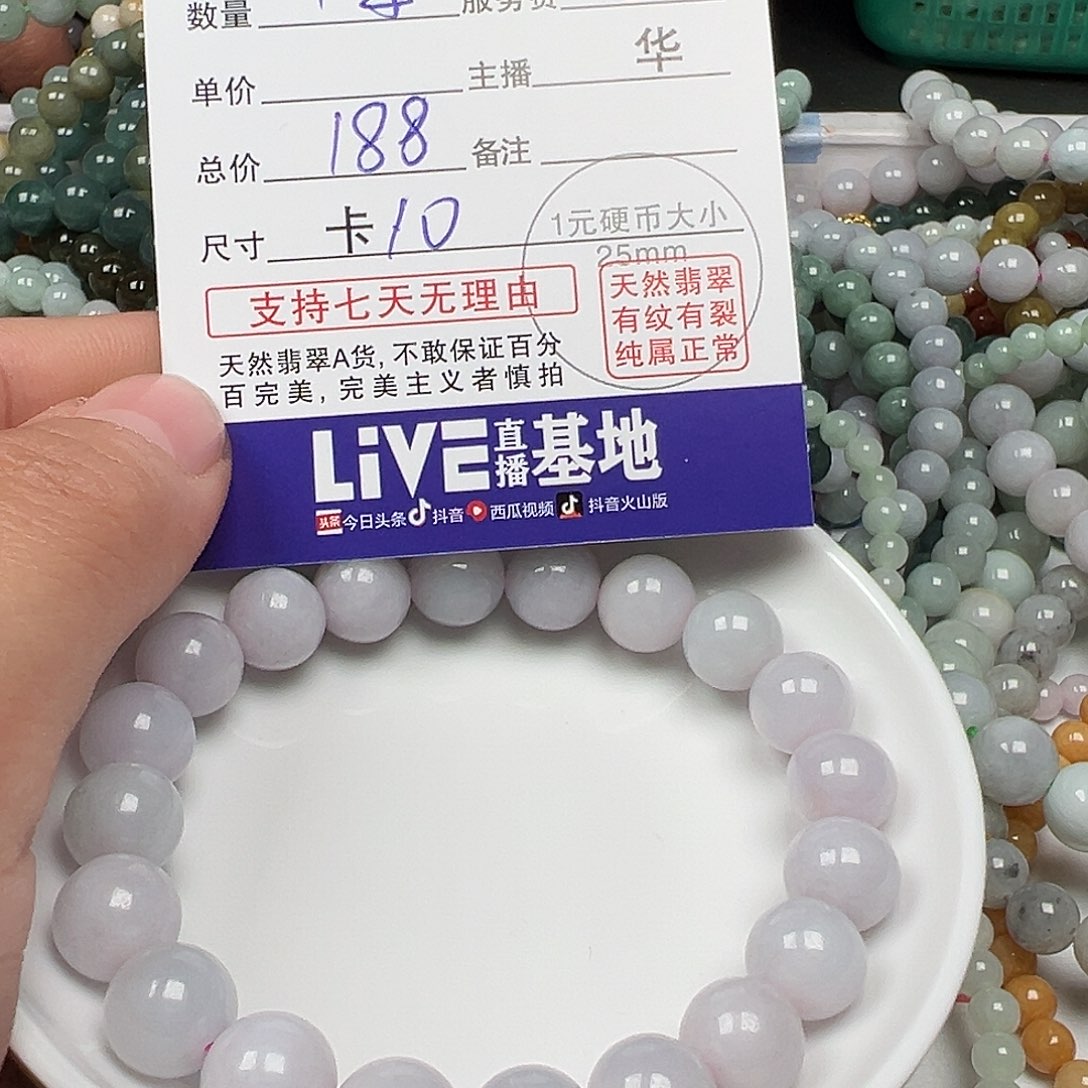 数量
服务费
单价
主播 华
总价 188
备注
尺寸 卡10
1元硬币大小
25mm
支持七天无理由
天然翡翠
有纹有裂
纯属正常
天然翡翠A货,不敢保证百分
百完美,完美主义者慎拍
LiVE直播基地
头条 今日头条 抖音 西瓜视频 抖音火山版